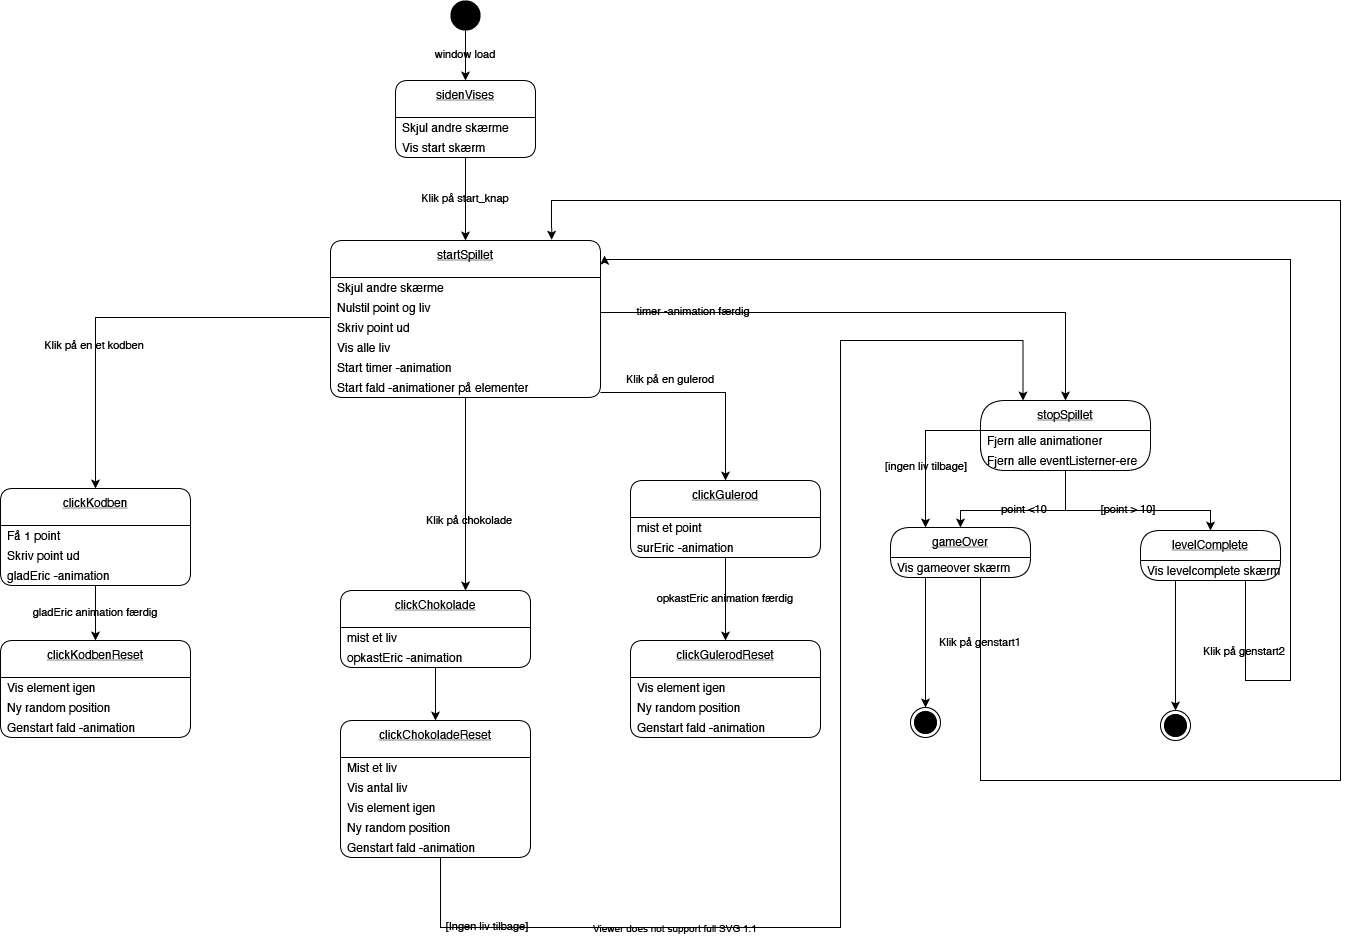 window load
sidenVises
Skjul andre skærme
Vis start skærm
Klik på start_knap
startSpillet
Skjul andre skærme
Nulstil point og liv
Skriv point ud
Vis alle liv
Start timer -animation
Start fald -animationer på elementer
timer -animation færdig
Klik på en et kodben
Klik på en gulerod
stopSpillet
Fjern alle animationer
Fjern alle eventListerner-ere
[ingen liv tilbage]
point <10
[point > 10]
gameOver
Vis gameover skærm
levelComplete
Vis levelcomplete skærm
clickKodben
Få 1 point
Skriv point ud
gladEric -animation
Klik på chokolade
clickGulerod
mist et point
surEric -animation
gladEric animation færdig
opkastEric animation færdig
clickChokolade
mist et liv
opkastEric -animation
clickKodbenReset
Vis element igen
Ny random position
Genstart fald -animation
clickGulerodReset
Vis element igen
Ny random position
Genstart fald -animation
Klik på genstart1
Klik på genstart2
clickChokoladeReset
Mist et liv
Vis antal liv
Vis element igen
Ny random position
Genstart fald -animation
[Ingen liv tilbage]
Viewer does not support full SVG 1.1